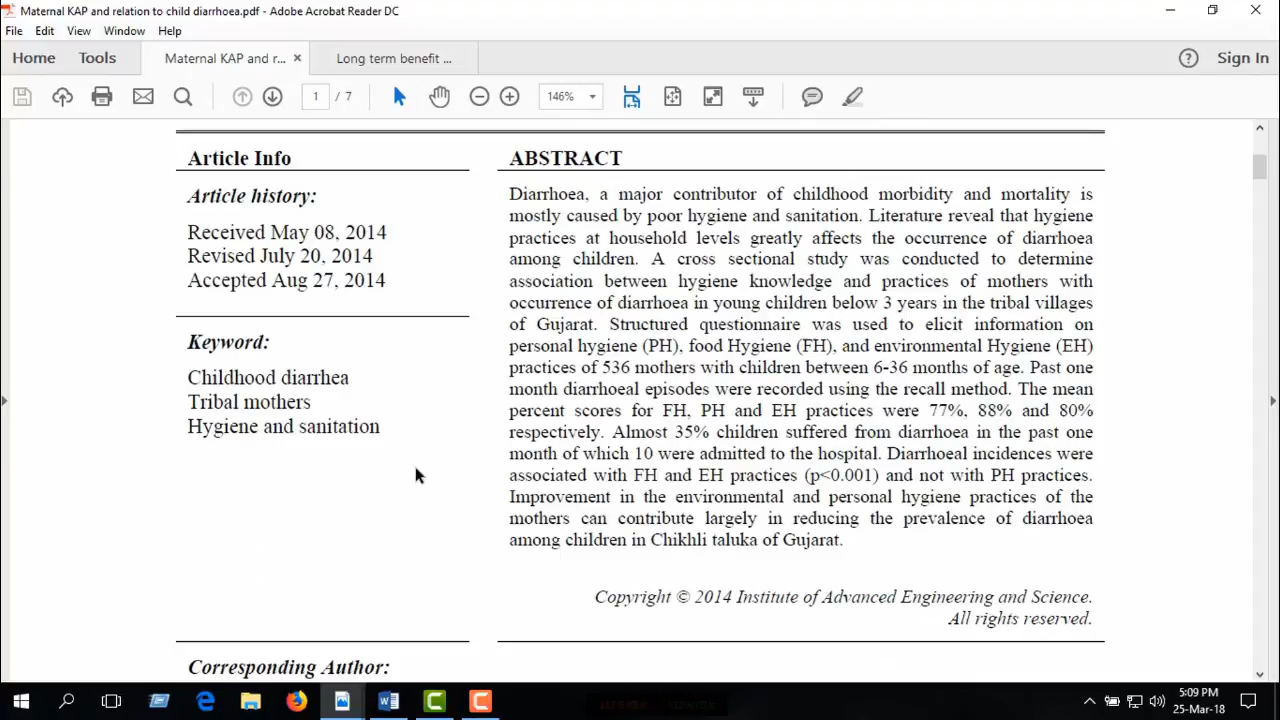 Maternal KAP and relation to child diarrhoea.pdf - Adobe Acrobat Reader DC
File Edit View Window Help
Home Tools Maternal KAP and r... × Long term benefit ... ? Sign In
1 / 7 146%
Article Info
Article history:
Received May 08, 2014
Revised July 20, 2014
Accepted Aug 27, 2014
Keyword:
Childhood diarrhea
Tribal mothers
Hygiene and sanitation
ABSTRACT
Diarrhoea, a major contributor of childhood morbidity and mortality is
mostly caused by poor hygiene and sanitation. Literature reveal that hygiene
practices at household levels greatly affects the occurrence of diarrhoea
among children. A cross sectional study was conducted to determine
association between hygiene knowledge and practices of mothers with
occurrence of diarrhoea in young children below 3 years in the tribal villages
of Gujarat. Structured questionnaire was used to elicit information on
personal hygiene (PH), food Hygiene (FH), and environmental Hygiene (EH)
practices of 536 mothers with children between 6-36 months of age. Past one
month diarrhoeal episodes were recorded using the recall method. The mean
percent scores for FH, PH and EH practices were 77%, 88% and 80%
respectively. Almost 35% children suffered from diarrhoea in the past one
month of which 10 were admitted to the hospital. Diarrhoeal incidences were
associated with FH and EH practices (p<0.001) and not with PH practices.
Improvement in the environmental and personal hygiene practices of the
mothers can contribute largely in reducing the prevalence of diarrhoea
among children in Chikhli taluka of Gujarat.
Copyright © 2014 Institute of Advanced Engineering and Science.
All rights reserved.
Corresponding Author:
5:09 PM
25-Mar-18